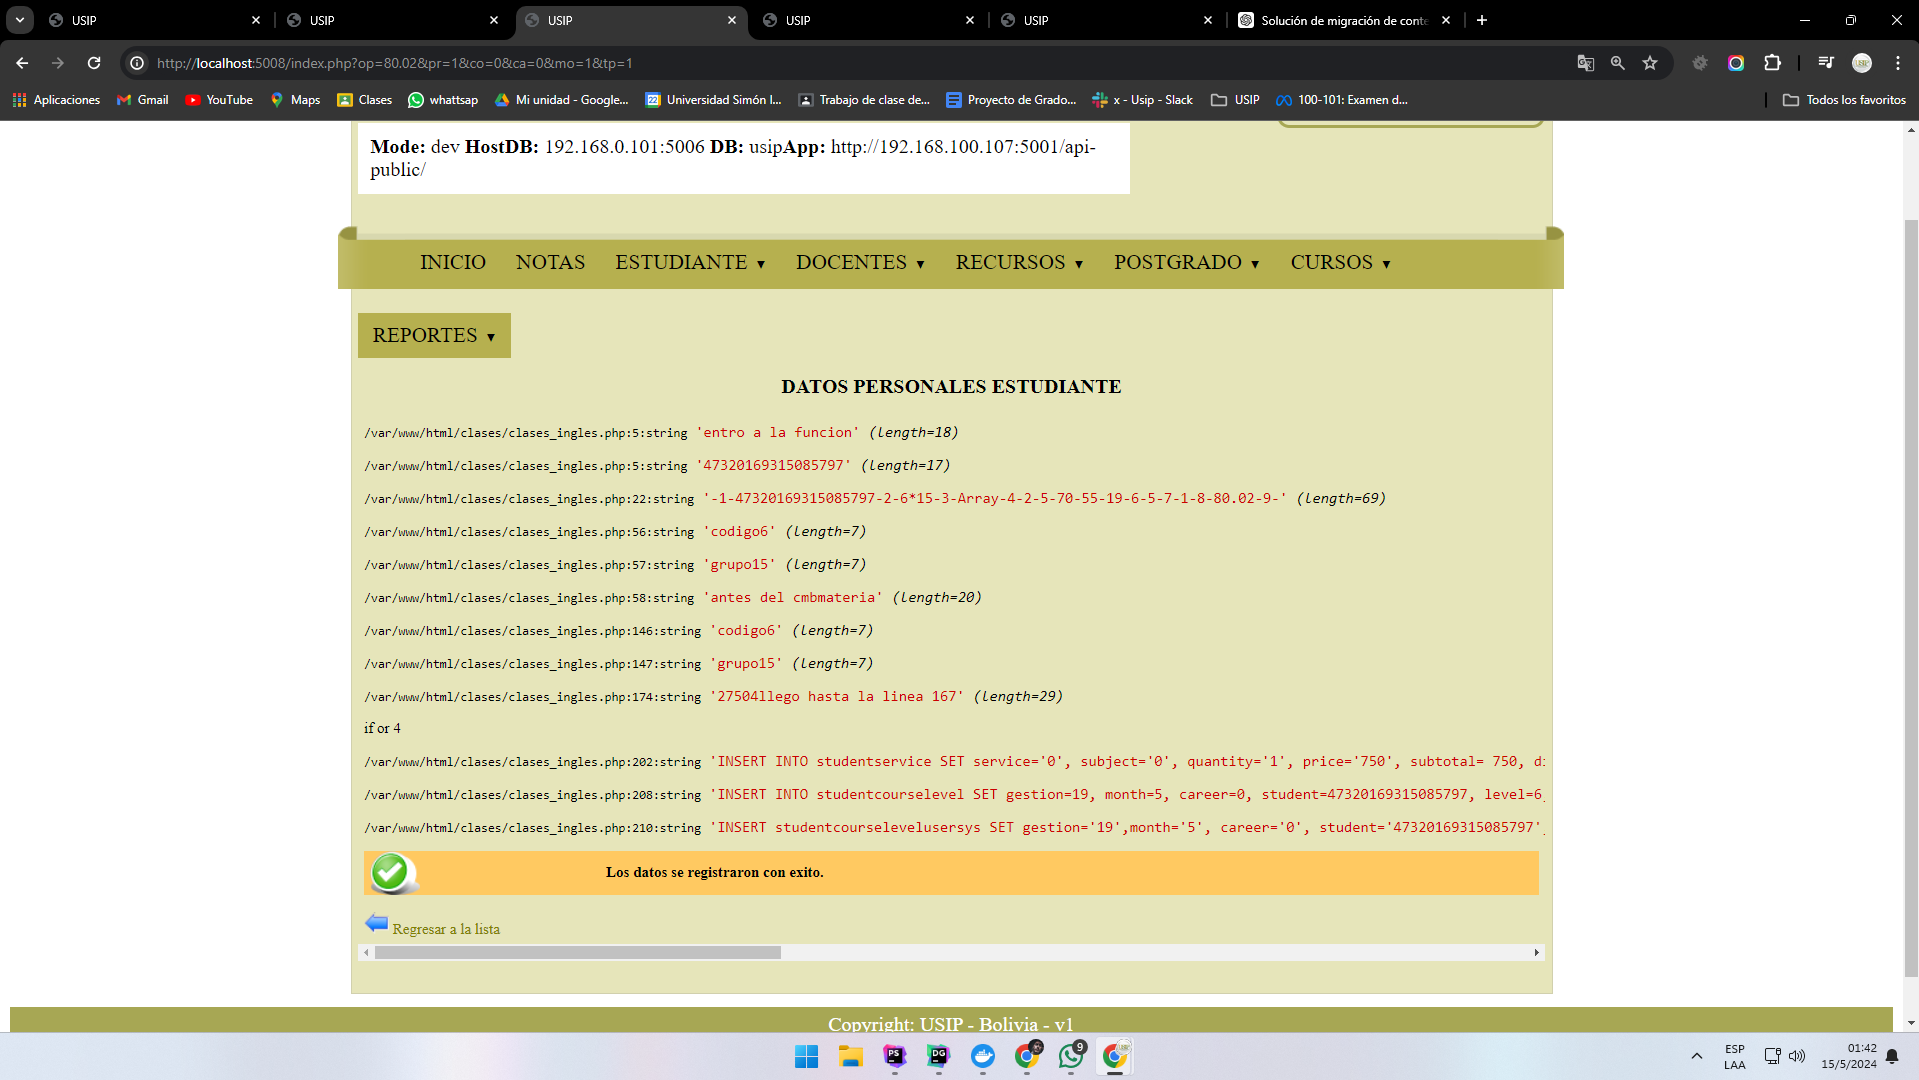 USIP
USIP
USIP
USIP
USIP
Solución de migración de conte
http://localhost:5008/index.php?op=80.02&pr=1&co=0&ca=0&mo=1&tp=1
Aplicaciones
Gmail
YouTube
Maps
Clases
whattsap
Mi unidad - Google...
Universidad Simón I...
Trabajo de clase de...
Proyecto de Grado...
x - Usip - Slack
USIP
100-101: Examen d...
Todos los favoritos
Mode: dev HostDB: 192.168.0.101:5006 DB: usipApp: http://192.168.100.107:5001/api-
public/
INICIO NOTAS ESTUDIANTE ▼ DOCENTES ▼ RECURSOS ▼ POSTGRADO ▼ CURSOS ▼
REPORTES ▼
DATOS PERSONALES ESTUDIANTE
/var/www/html/clases/clases_ingles.php:5:string 'entro a la funcion' (length=18)
/var/www/html/clases/clases_ingles.php:5:string '47320169315085797' (length=17)
/var/www/html/clases/clases_ingles.php:22:string '-1-47320169315085797-2-6*15-3-Array-4-2-5-70-55-19-6-5-7-1-8-80.02-9-' (length=69)
/var/www/html/clases/clases_ingles.php:56:string 'codigo6' (length=7)
/var/www/html/clases/clases_ingles.php:57:string 'grupo15' (length=7)
/var/www/html/clases/clases_ingles.php:58:string 'antes del cmbmateria' (length=20)
/var/www/html/clases/clases_ingles.php:146:string 'codigo6' (length=7)
/var/www/html/clases/clases_ingles.php:147:string 'grupo15' (length=7)
/var/www/html/clases/clases_ingles.php:174:string '27504llego hasta la linea 167' (length=29)
if or 4
/var/www/html/clases/clases_ingles.php:202:string 'INSERT INTO studentservice SET service='0', subject='0', quantity='1', price='750', subtotal= 750, di
/var/www/html/clases/clases_ingles.php:208:string 'INSERT INTO studentcourselevel SET gestion=19, month=5, career=0, student=47320169315085797, level=6,
/var/www/html/clases/clases_ingles.php:210:string 'INSERT studentcourselevelusersys SET gestion='19',month='5', career='0', student='47320169315085797',
Los datos se registraron con exito.
Regresar a la lista
Copyright: USIP - Bolivia - v1
PS
DG
9
ESP
LAA
01:42
15/5/2024